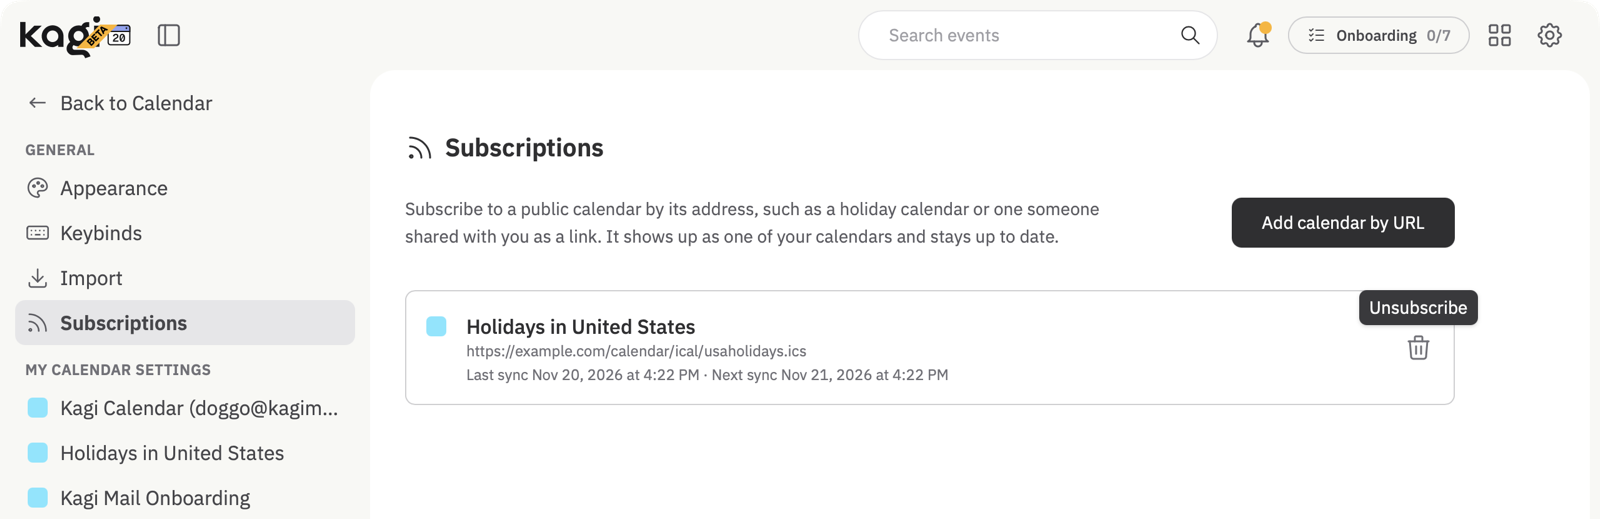 kagi
BETA
20
Search events
Onboarding 0/7
Back to Calendar
GENERAL
Appearance
Keybinds
Import
Subscriptions
MY CALENDAR SETTINGS
Kagi Calendar (doggo@kagim...
Holidays in United States
Kagi Mail Onboarding
Subscriptions
Subscribe to a public calendar by its address, such as a holiday calendar or one someone
shared with you as a link. It shows up as one of your calendars and stays up to date.
Add calendar by URL
Unsubscribe
Holidays in United States
https://example.com/calendar/ical/usaholidays.ics
Last sync Nov 20, 2026 at 4:22 PM · Next sync Nov 21, 2026 at 4:22 PM